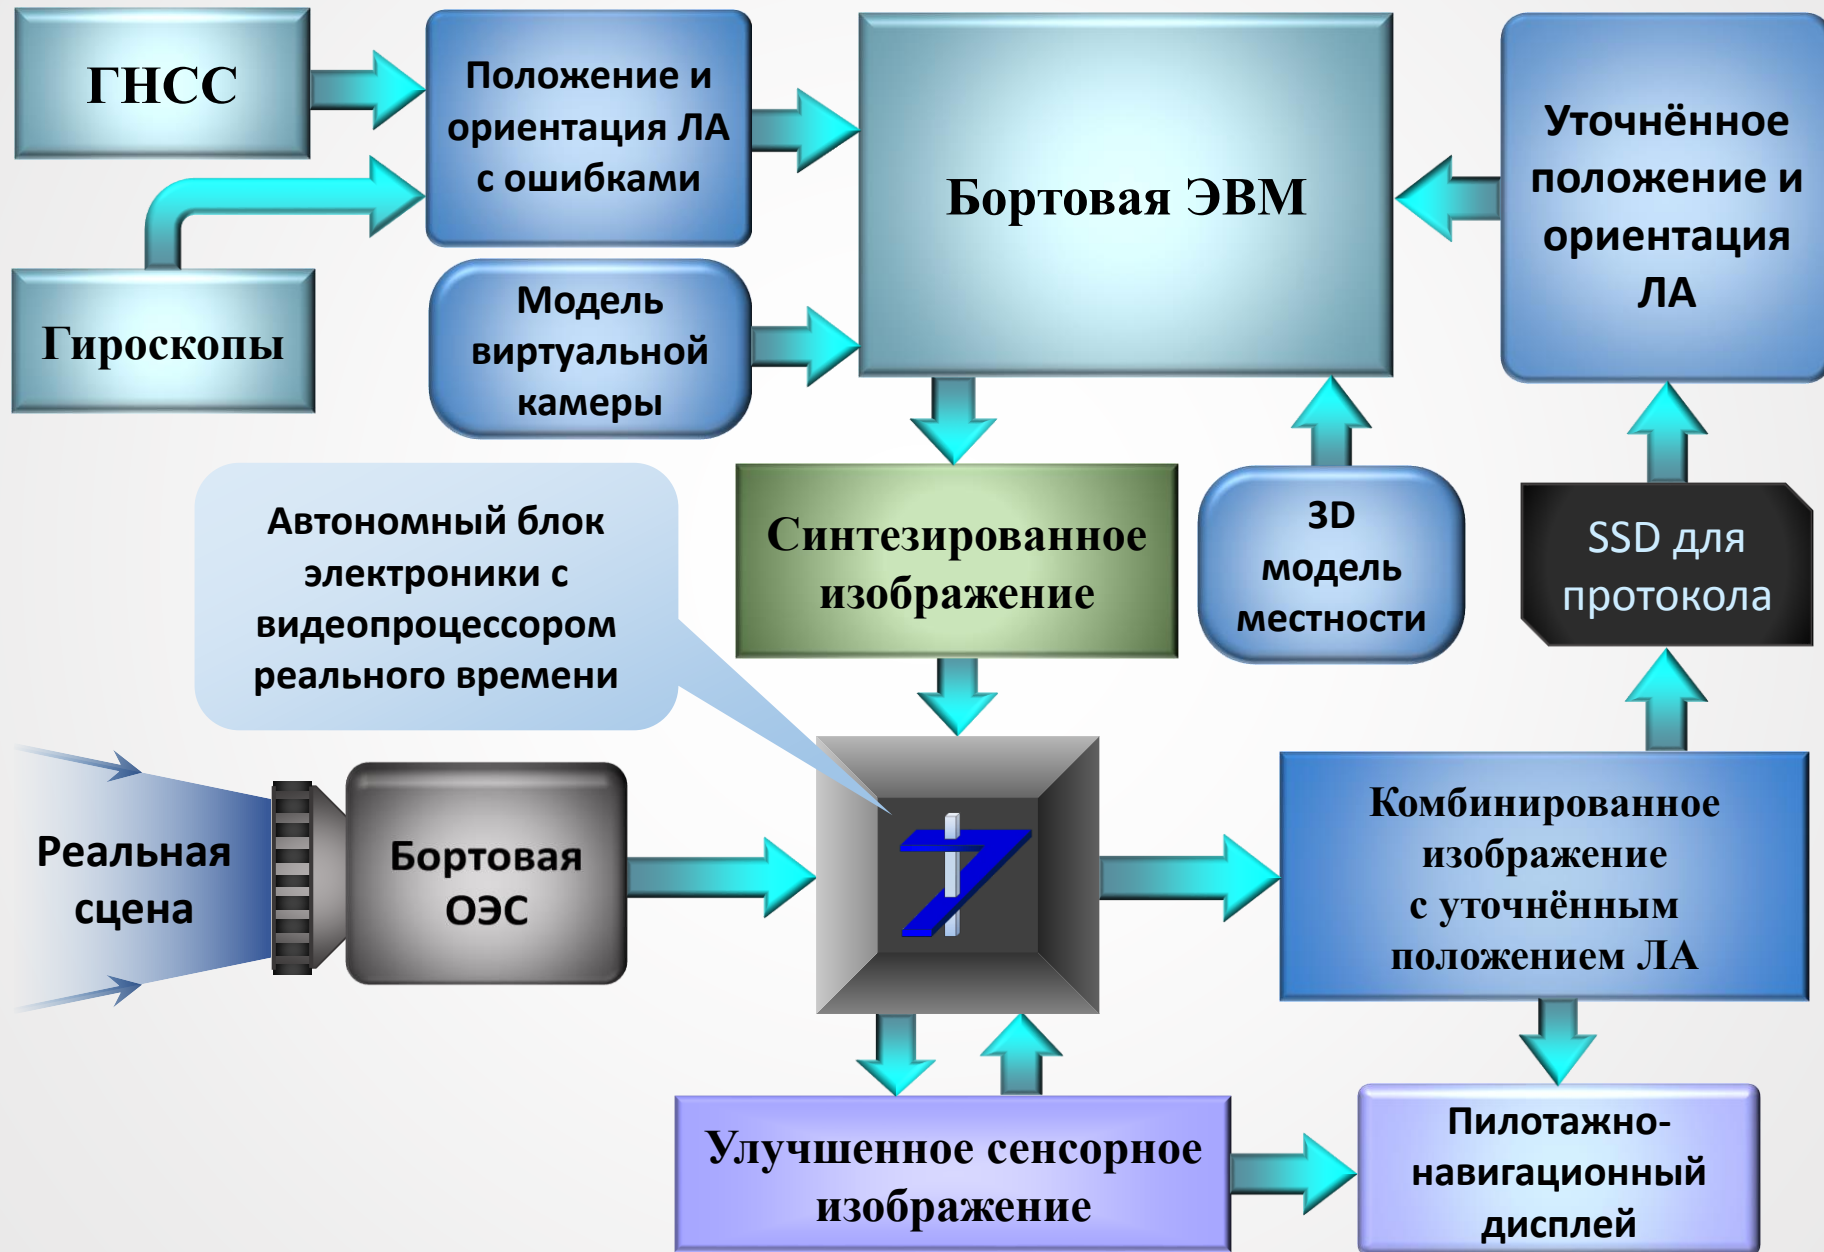 ГНСС
Положение и
ориентация ЛА
с ошибками
Бортовая ЭВМ
Уточнённое
положение и
ориентация
ЛА
Гироскопы
Модель
виртуальной
камеры
Автономный блок
электроники с
видеопроцессором
реального времени
Синтезированное
изображение
3D
модель
местности
SSD для
протокола
Реальная
сцена
Бортовая
ОЭС
Комбинированное
изображение
с уточнённым
положением ЛА
Улучшенное сенсорное
изображение
Пилотажно-
навигационный
дисплей